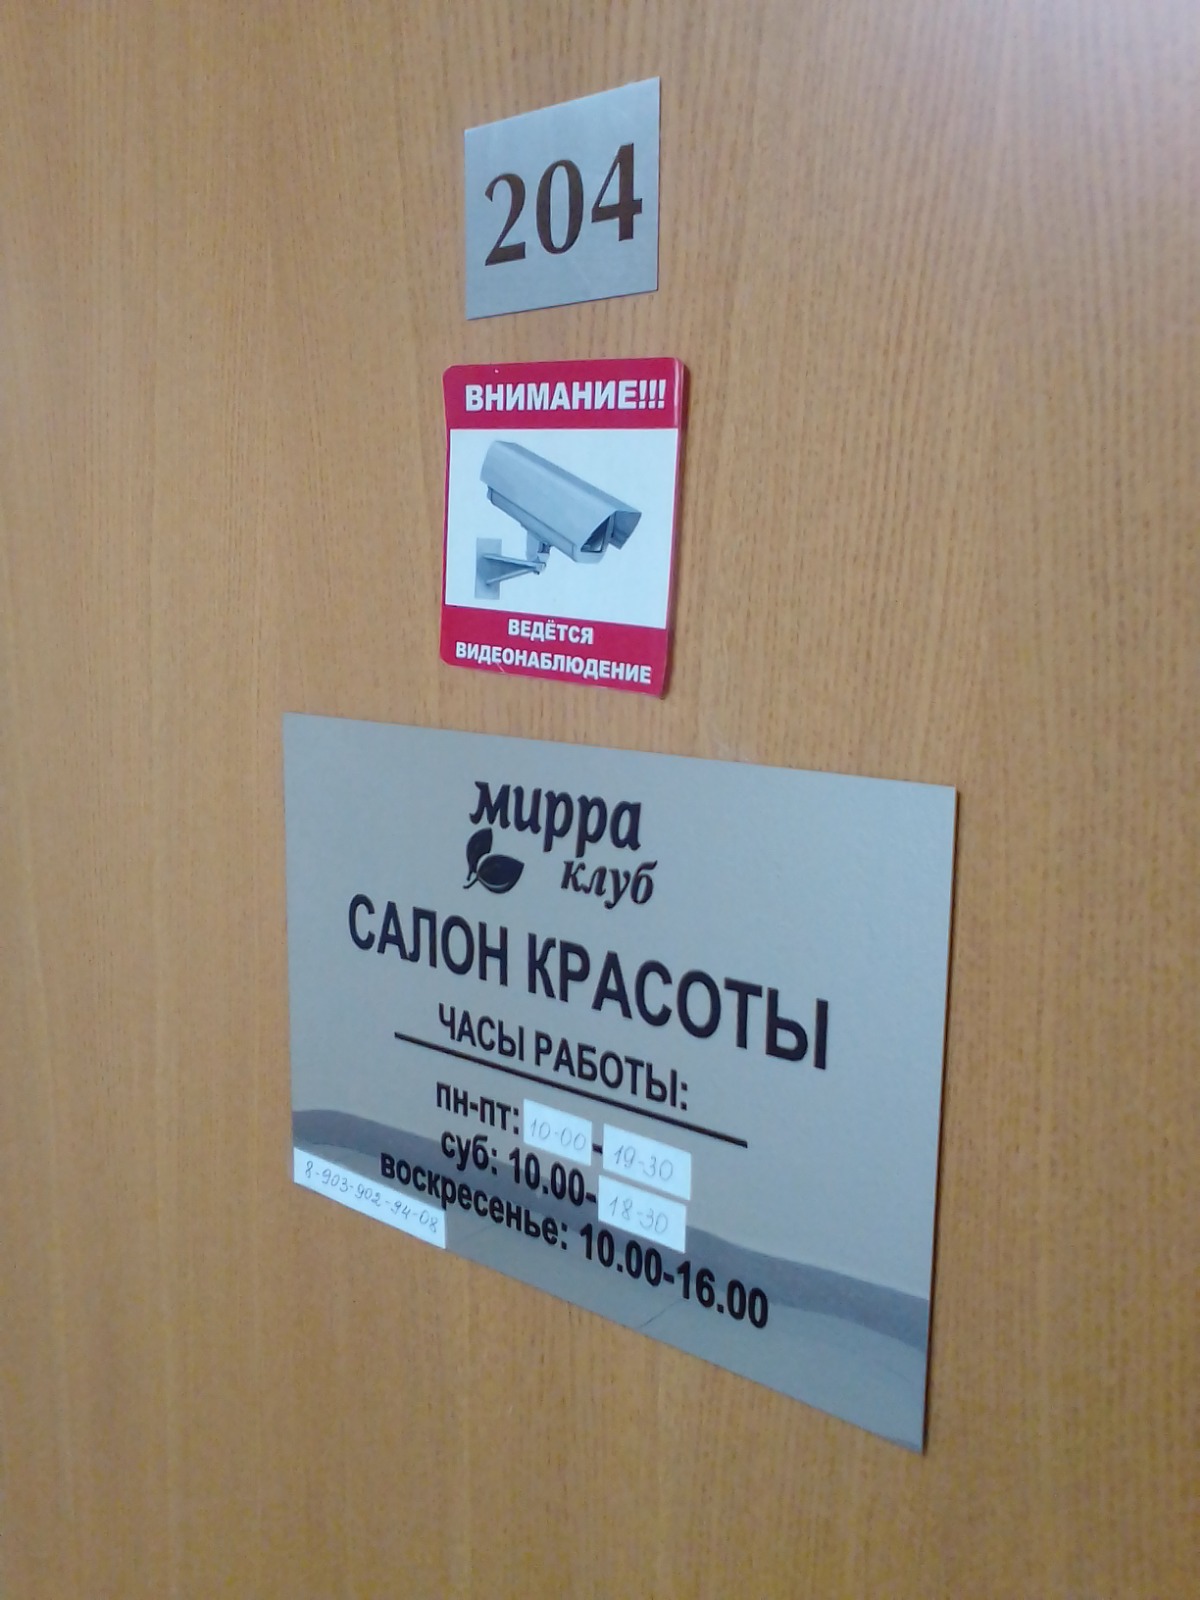 204
ВНИМАНИЕ!!!
ВЕДЁТСЯ
ВИДЕОНАБЛЮДЕНИЕ
мирра
клуб
САЛОН КРАСОТЫ
ЧАСЫ РАБОТЫ:
пн-пт: 10-00-19-30
суб: 10.00-18-30
воскресенье: 10.00-16.00
8-903-902-94-08